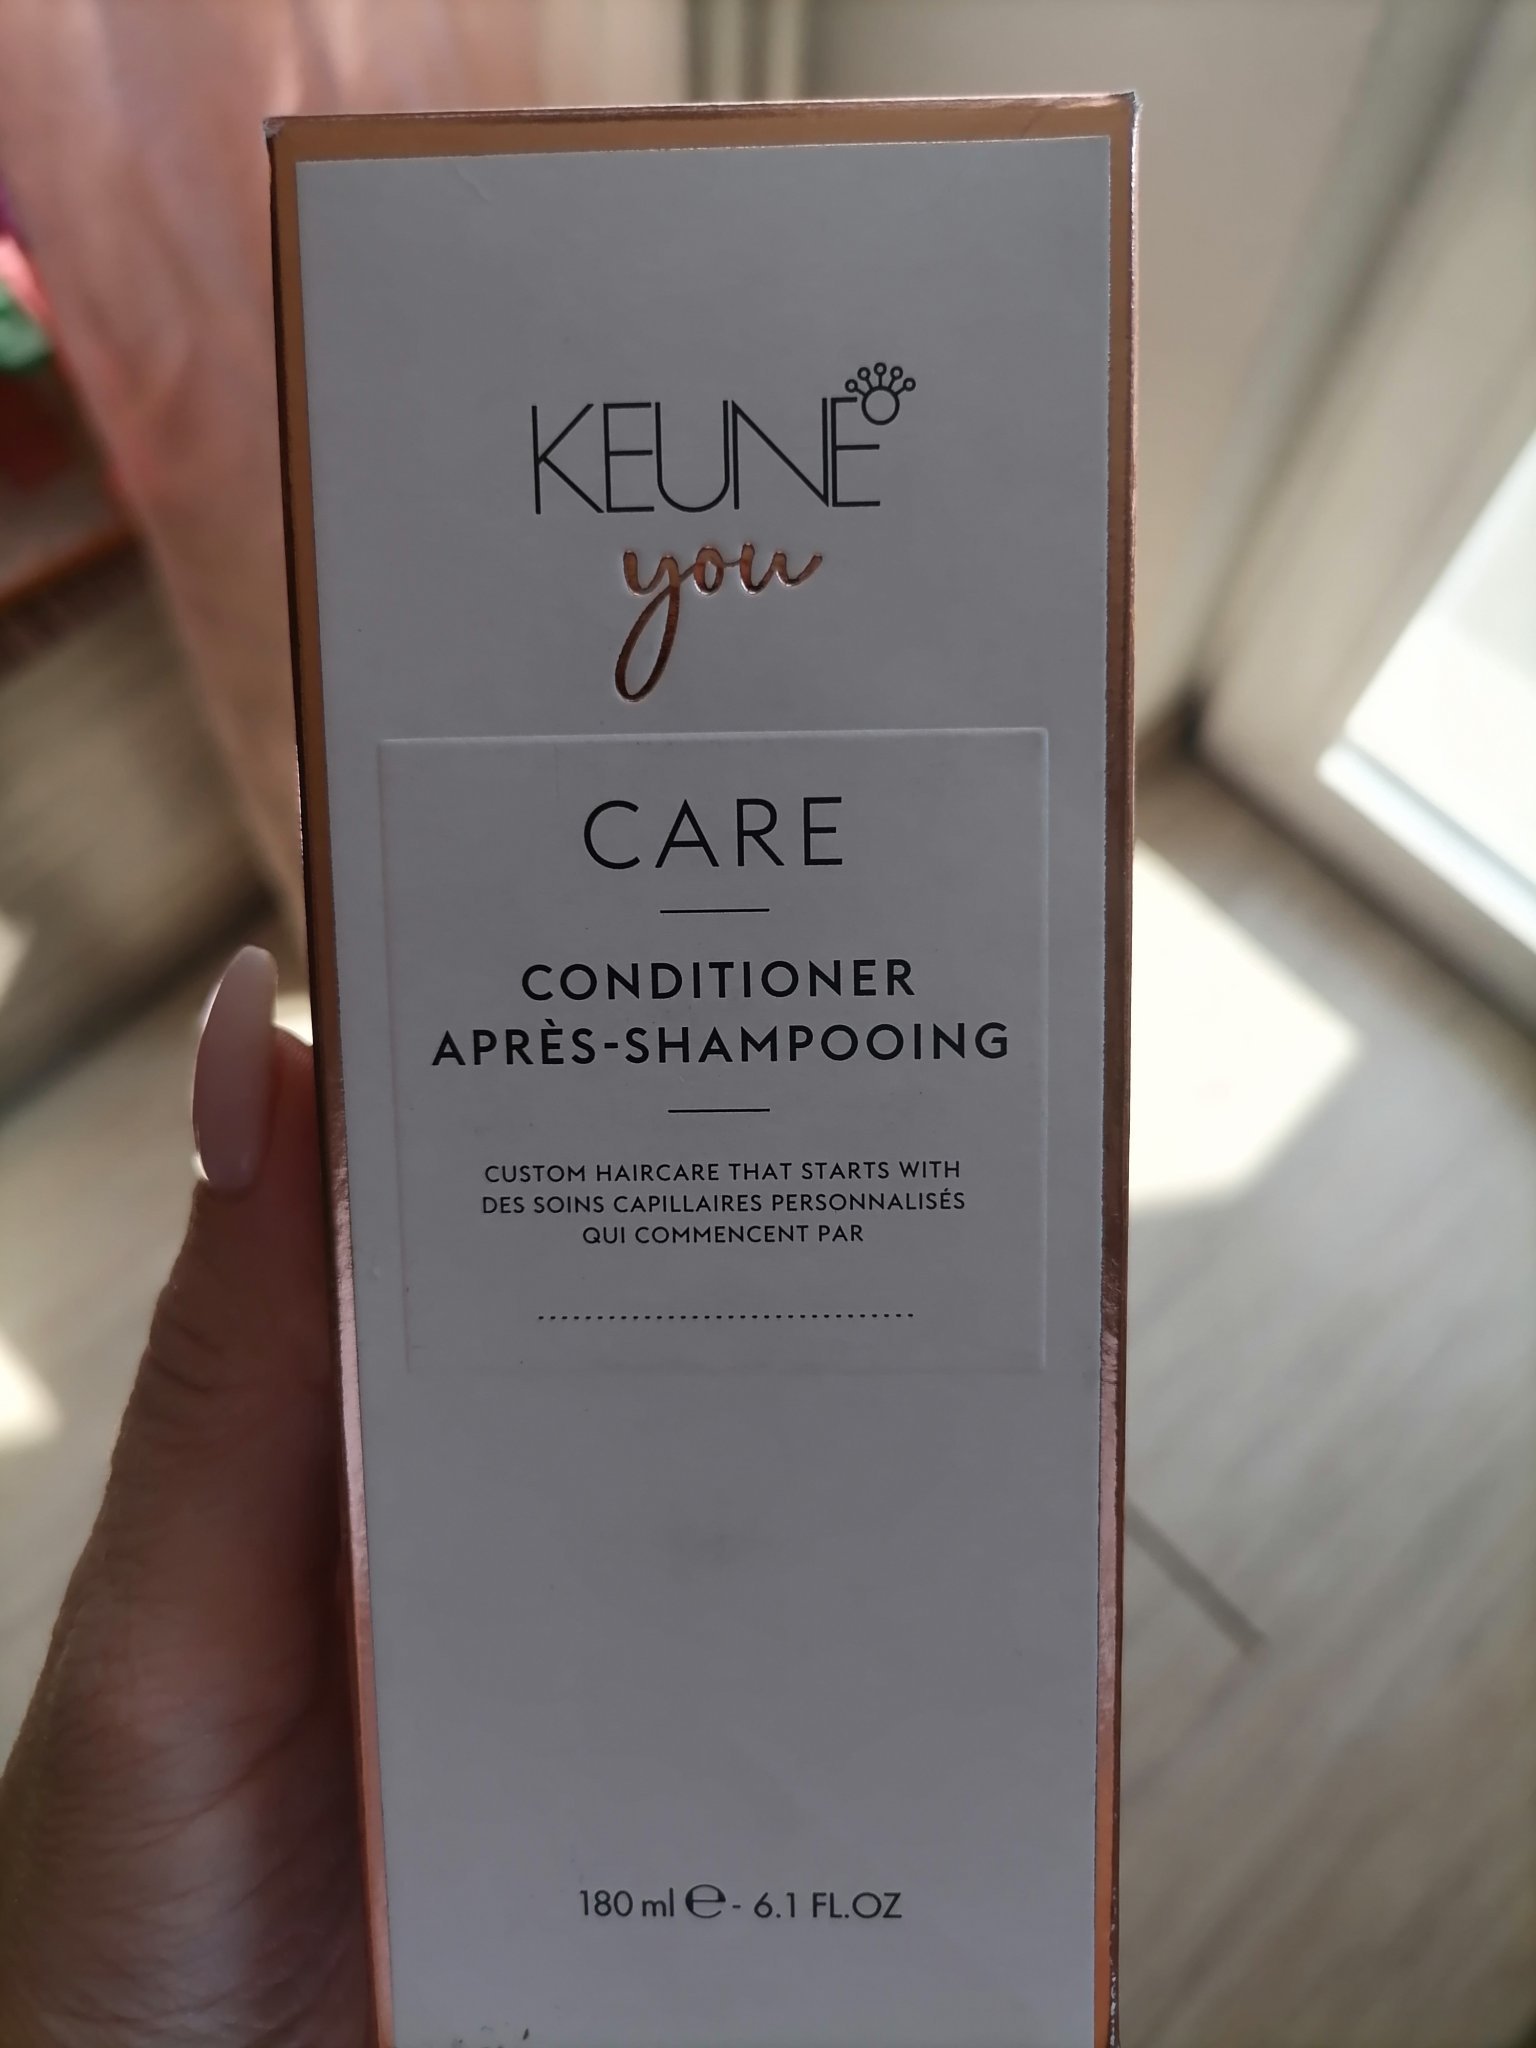 KEUNE
you
CARE
CONDITIONER
APRÈS-SHAMPOOING
CUSTOM HAIRCARE THAT STARTS WITH
DES SOINS CAPILLAIRES PERSONNALISÉS
QUI COMMENCENT PAR
180 ml ℮ - 6.1 FL.OZ